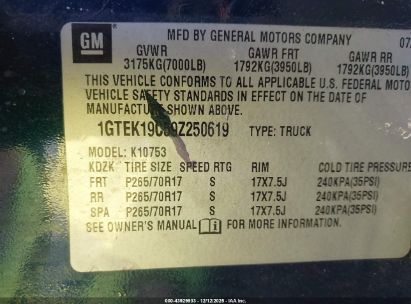 GM
MFD BY GENERAL MOTORS COMPANY 07
GVWR GAWR FRT GAWR RR
3175KG(7000LB) 1792KG(3950LB) 1792KG(3950LB)
THIS VEHICLE CONFORMS TO ALL APPLICABLE U.S. FEDERAL MOTOR
VEHICLE SAFETY STANDARDS IN EFFECT ON THE DATE OF
MANUFACTURE SHOWN ABOVE.
TYPE: TRUCK
MODEL: K10753
KDZK TIRE SIZE SPEED RTG RIM COLD TIRE PRESSURE
FRT P265/70R17 S 17X7.5J 240KPA(35PSI)
RR P265/70R17 S 17X7.5J 240KPA(35PSI)
SPA P265/70R17 S 17X7.5J 240KPA(35PSI)
SEE OWNER'S MANUAL FOR MORE INFORMATION.